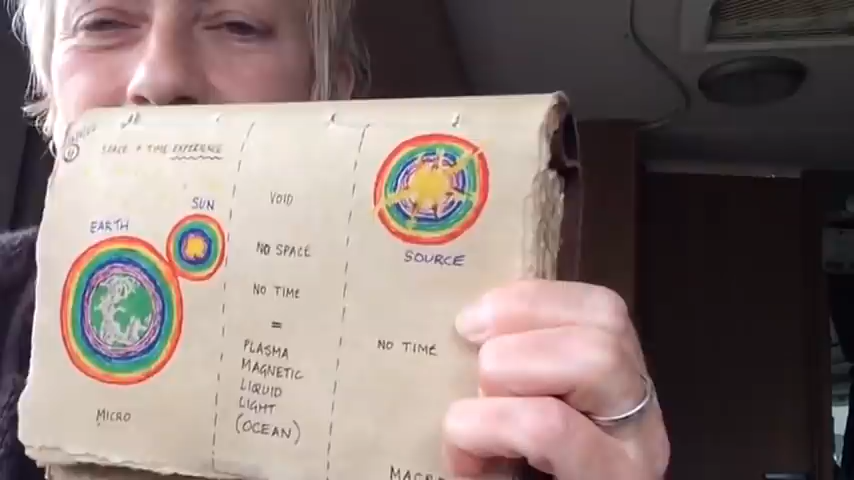 SPACE + TIME EXPERIENCE
EARTH
SUN
MICRO
VOID
NO SPACE
NO TIME
=
PLASMA
MAGNETIC
LIQUID
LIGHT
(OCEAN)
SOURCE
NO TIME